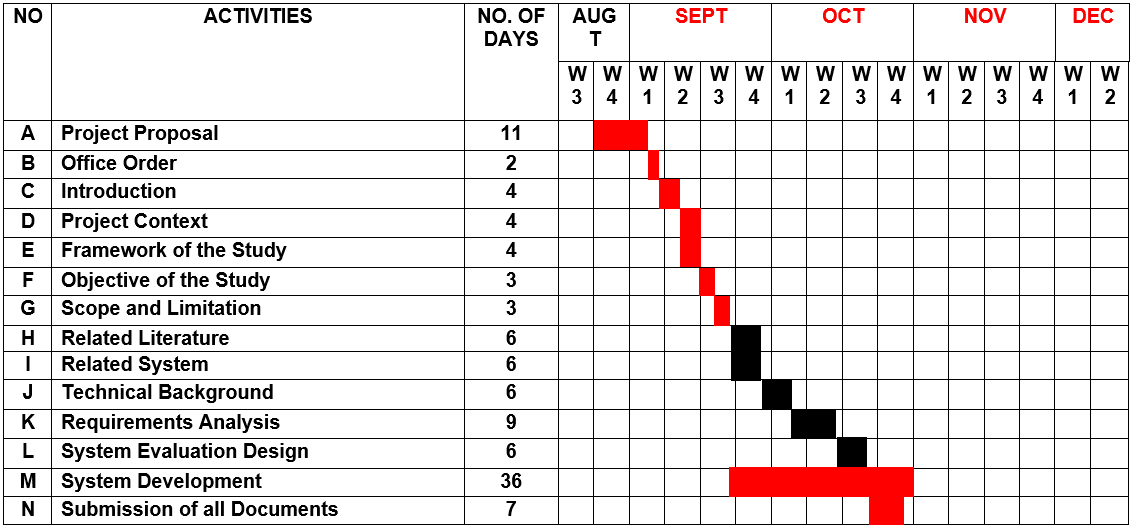 NO ACTIVITIES NO. OF DAYS AUG T SEPT OCT NOV DEC
W 3 W 4 W 1 W 2 W 3 W 4 W 1 W 2 W 3 W 4 W 1 W 2 W 3 W 4 W 1 W 2
A Project Proposal 11
B Office Order 2
C Introduction 4
D Project Context 4
E Framework of the Study 4
F Objective of the Study 3
G Scope and Limitation 3
H Related Literature 6
I Related System 6
J Technical Background 6
K Requirements Analysis 9
L System Evaluation Design 6
M System Development 36
N Submission of all Documents 7